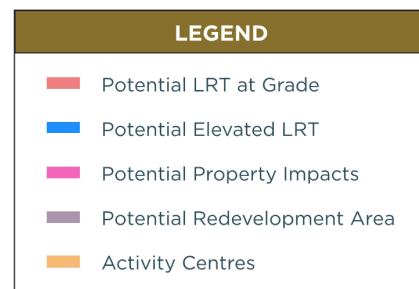 LEGEND
Potential LRT at Grade
Potential Elevated LRT
Potential Property Impacts
Potential Redevelopment Area
Activity Centres